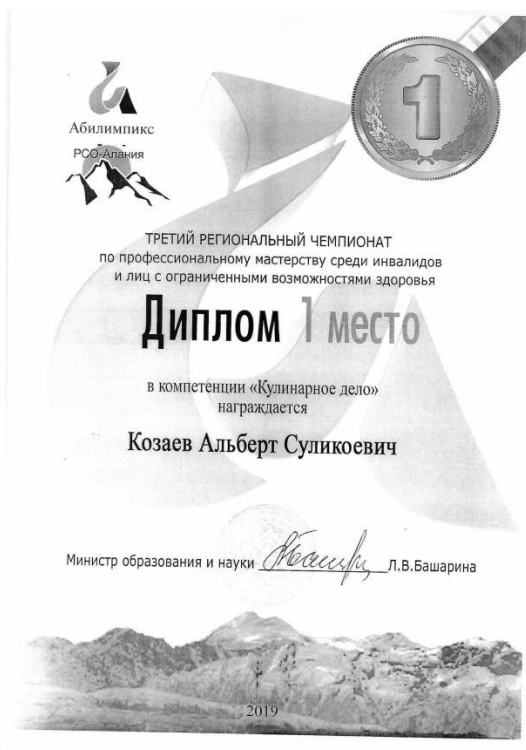 1
Абилимпикс
РСО-Алания
ТРЕТИЙ РЕГИОНАЛЬНЫЙ ЧЕМПИОНАТ
по профессиональному мастерству среди инвалидов
и лиц с ограниченными возможностями здоровья
Диплом 1 место
в компетенции «Кулинарное дело»
награждается
Козаев Альберт Суликоевич
Министр образования и науки Л.В.Башарина
2019